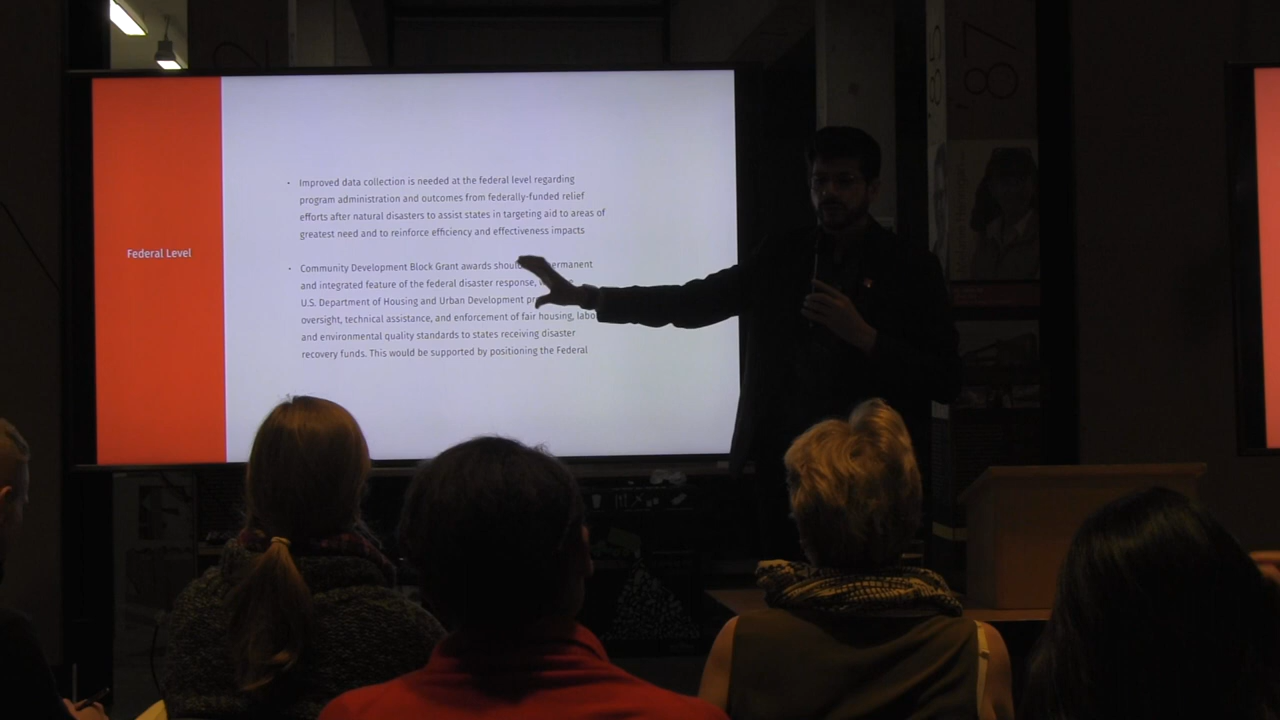 Federal Level
• Improved data collection is needed at the federal level regarding
program administration and outcomes from federally-funded relief
efforts after natural disasters to assist states in targeting aid to areas of
greatest need and to reinforce efficiency and effectiveness impacts
• Community Development Block Grant awards should permanent
and integrated feature of the federal disaster response,
U.S. Department of Housing and Urban Development
oversight, technical assistance, and enforcement of fair housing,
and environmental quality standards to states receiving disaster
recovery funds. This would be supported by positioning the Federal
87